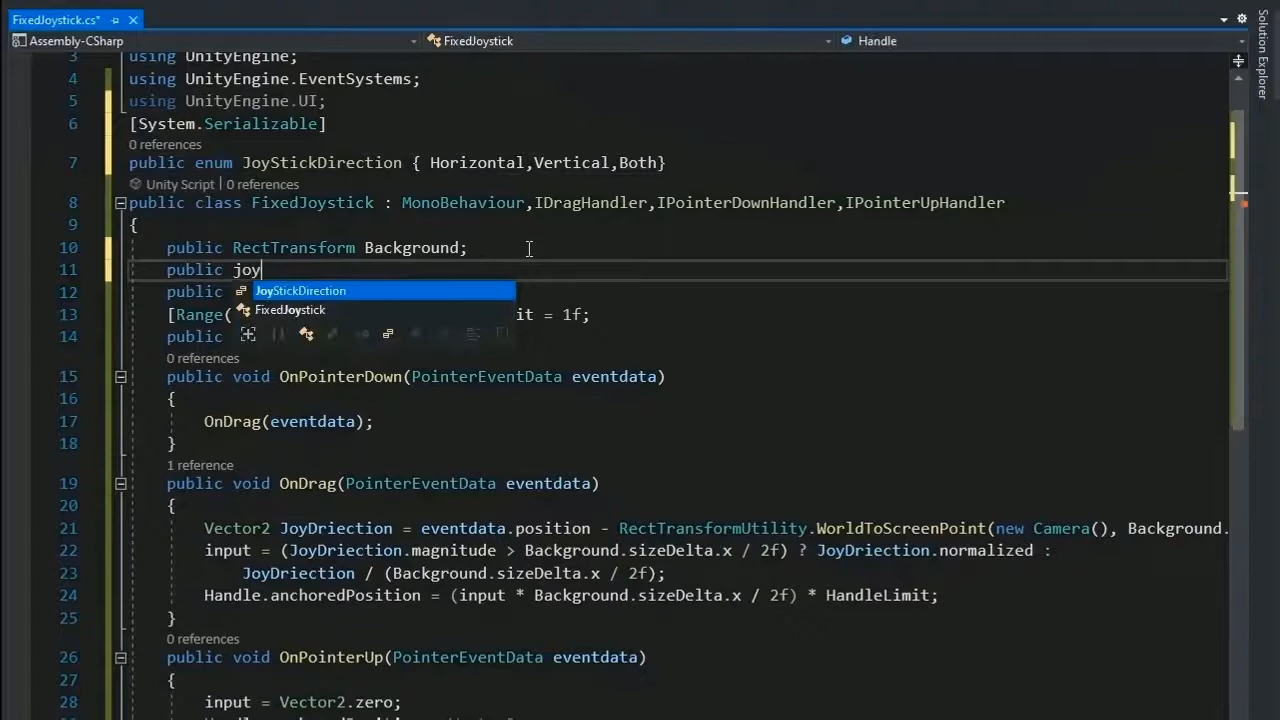 FixedJoystick.cs*
Assembly-CSharp FixedJoystick Handle
Solution Explorer
3 using UnityEngine;
4 using UnityEngine.EventSystems;
5 using UnityEngine.UI;
6 [System.Serializable]
0 references
7 public enum JoyStickDirection { Horizontal,Vertical,Both}
Unity Script | 0 references
8 public class FixedJoystick : MonoBehaviour,IDragHandler,IPointerDownHandler,IPointerUpHandler
9 {
10 public RectTransform Background;
11 public joy
JoyStickDirection
FixedJoystick
12 public
13 [Range( it = 1f;
14 public
0 references
15 public void OnPointerDown(PointerEventData eventdata)
16 {
17 OnDrag(eventdata);
18 }
1 reference
19 public void OnDrag(PointerEventData eventdata)
20 {
21 Vector2 JoyDriection = eventdata.position - RectTransformUtility.WorldToScreenPoint(new Camera(), Background.
22 input = (JoyDriection.magnitude > Background.sizeDelta.x / 2f) ? JoyDriection.normalized :
23 JoyDriection / (Background.sizeDelta.x / 2f);
24 Handle.anchoredPosition = (input * Background.sizeDelta.x / 2f) * HandleLimit;
25 }
0 references
26 public void OnPointerUp(PointerEventData eventdata)
27 {
28 input = Vector2.zero;